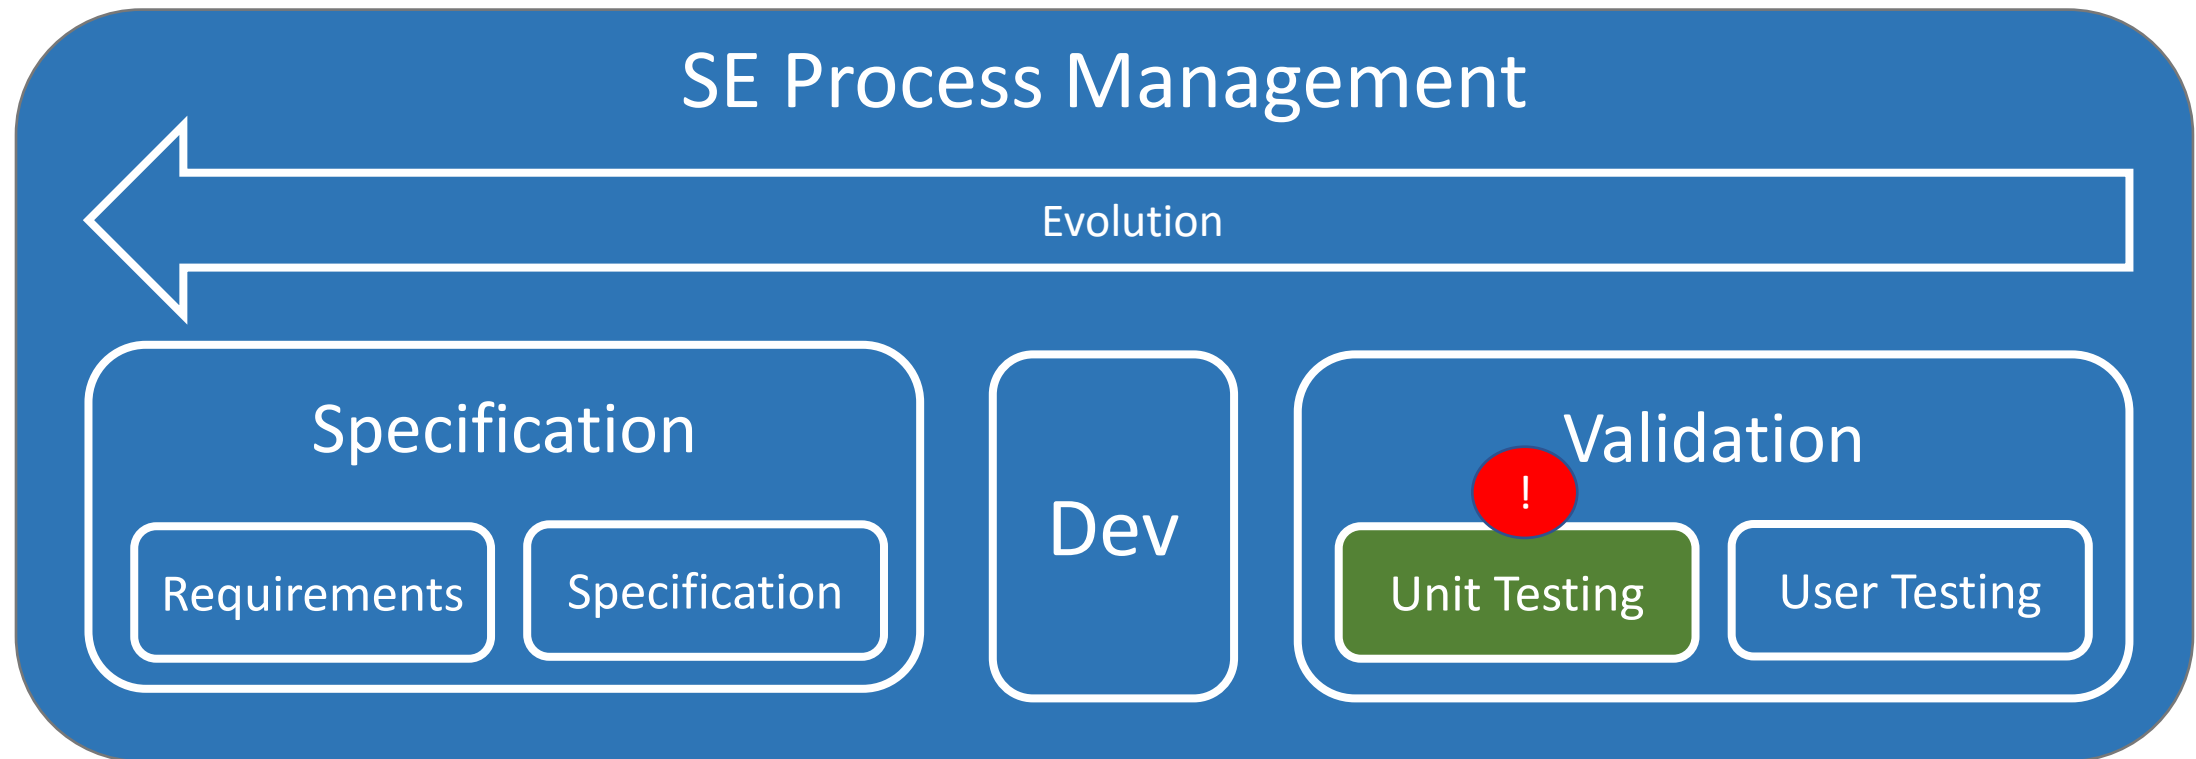 SE Process Management
Evolution
Specification
Requirements
Specification
Dev
Validation
!
Unit Testing
User Testing